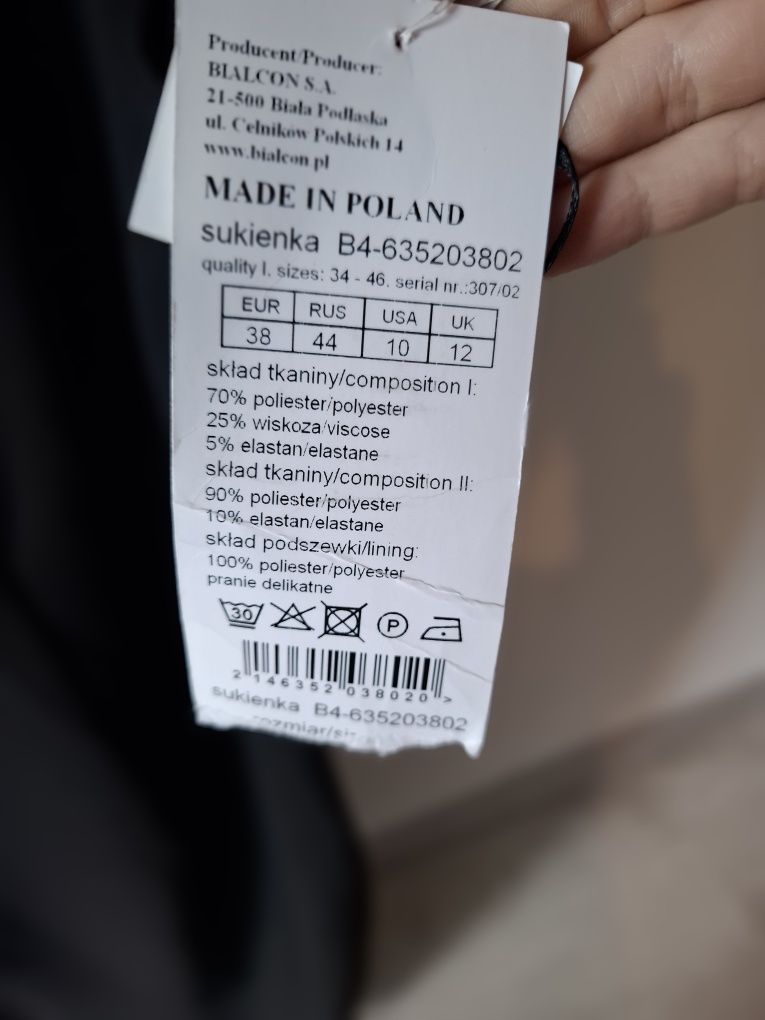 Producent/Producer:
BIALCON S.A.
21-500 Biała Podlaska
ul. Celników Polskich 14
www.bialcon.pl
MADE IN POLAND
sukienka B4-635203802
quality I. sizes: 34 - 46. serial nr.:307/02
EUR RUS USA UK
38 44 10 12
skład tkaniny/composition I:
70% poliester/polyester
25% wiskoza/viscose
5% elastan/elastane
skład tkaniny/composition II:
90% poliester/polyester
10% elastan/elastane
skład podszewki/lining:
100% poliester/polyester
pranie delikatne
30 P
2 146352 038020 >
sukienka B4-635203802